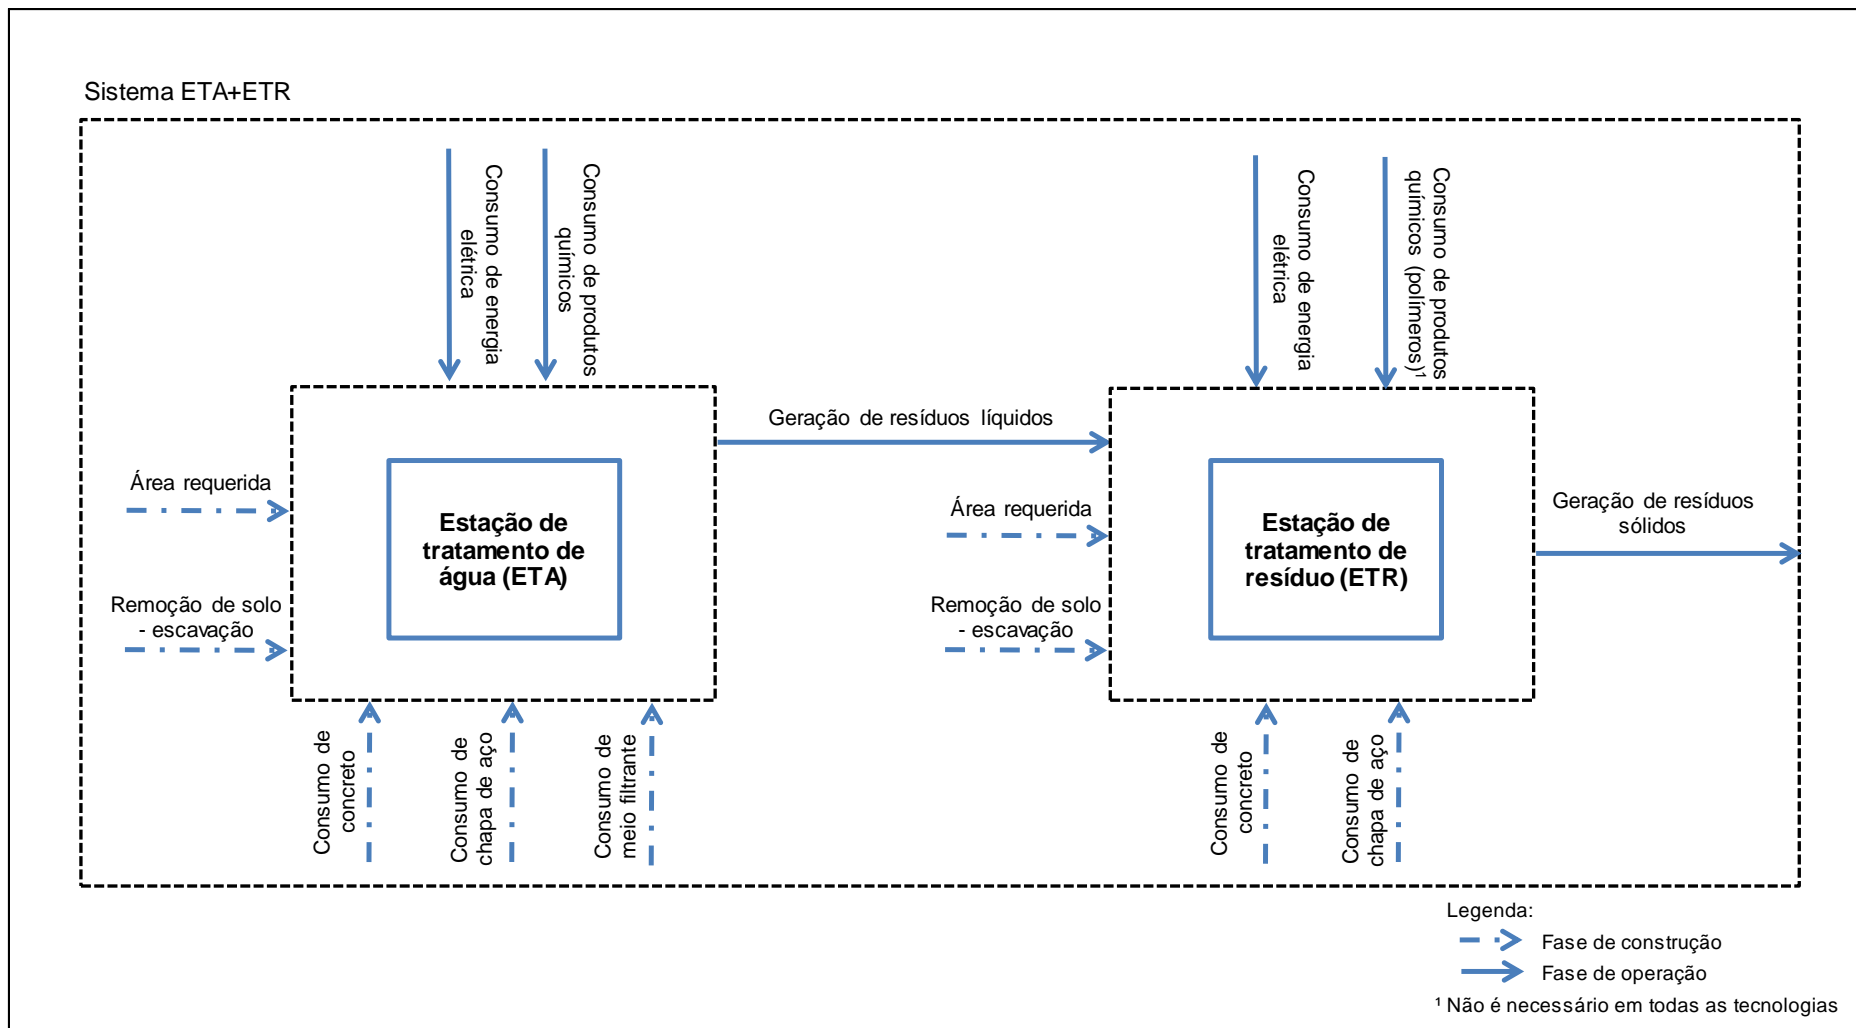 Sistema ETA+ETR
Consumo de energia
elétrica
Consumo de produtos
químicos
Consumo de energia
elétrica
Consumo de produtos
químicos (polímeros)¹
Geração de resíduos líquidos
Área requerida
Remoção de solo
- escavação
Estação de
tratamento de
água (ETA)
Área requerida
Remoção de solo
- escavação
Estação de
tratamento de
resíduo (ETR)
Geração de resíduos
sólidos
Consumo de
concreto
Consumo de
chapa de aço
Consumo de
meio filtrante
Consumo de
concreto
Consumo de
chapa de aço
Legenda:
Fase de construção
Fase de operação
¹ Não é necessário em todas as tecnologias